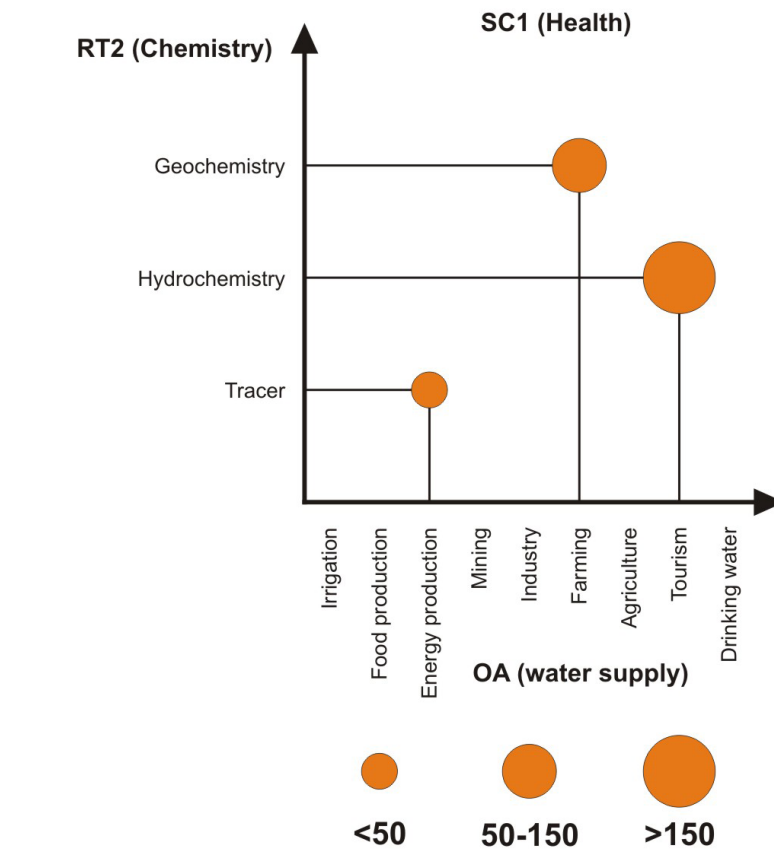 SC1 (Health)
RT2 (Chemistry)
Geochemistry
Hydrochemistry
Tracer
Irrigation
Food production
Energy production
Mining
Industry
Farming
Agriculture
Tourism
Drinking water
OA (water supply)
<50
50-150
>150